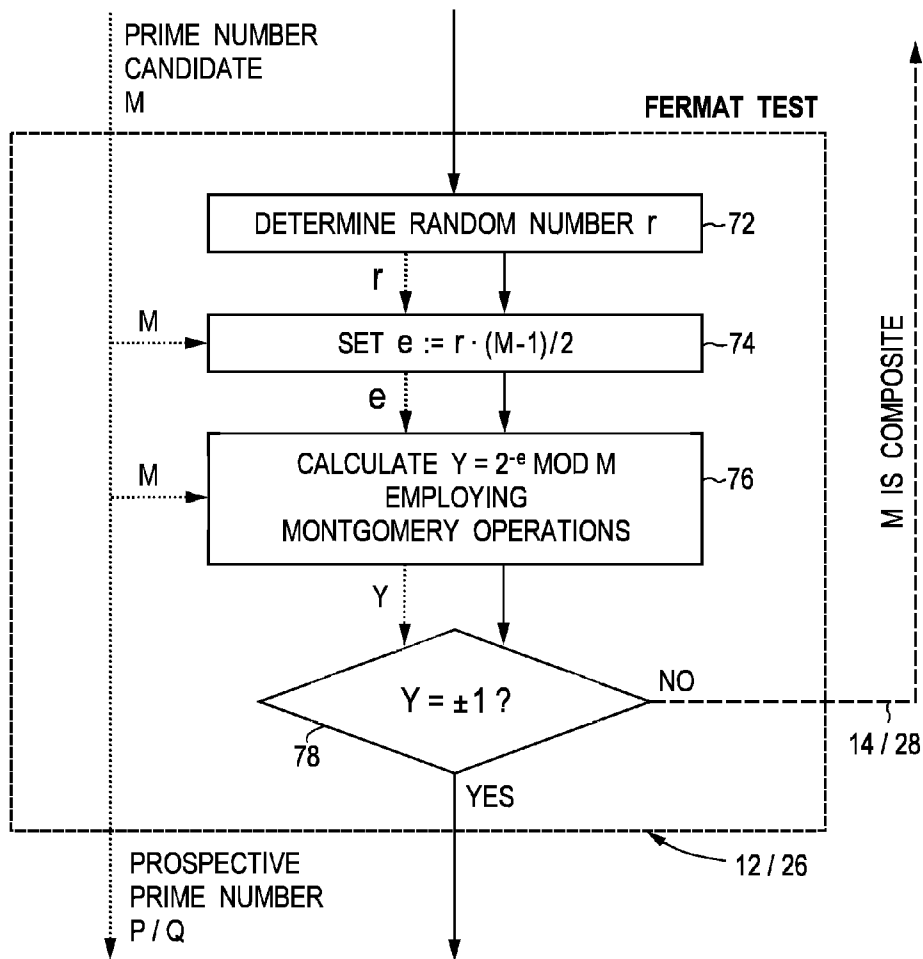 PRIME NUMBER
CANDIDATE
M
FERMAT TEST
DETERMINE RANDOM NUMBER r
72
r
M
SET e := r · (M-1)/2
74
e
M
CALCULATE Y = 2^-e MOD M
EMPLOYING
MONTGOMERY OPERATIONS
76
Y
Y = ±1 ?
78
NO
YES
M IS COMPOSITE
14 / 28
12 / 26
PROSPECTIVE
PRIME NUMBER
P / Q